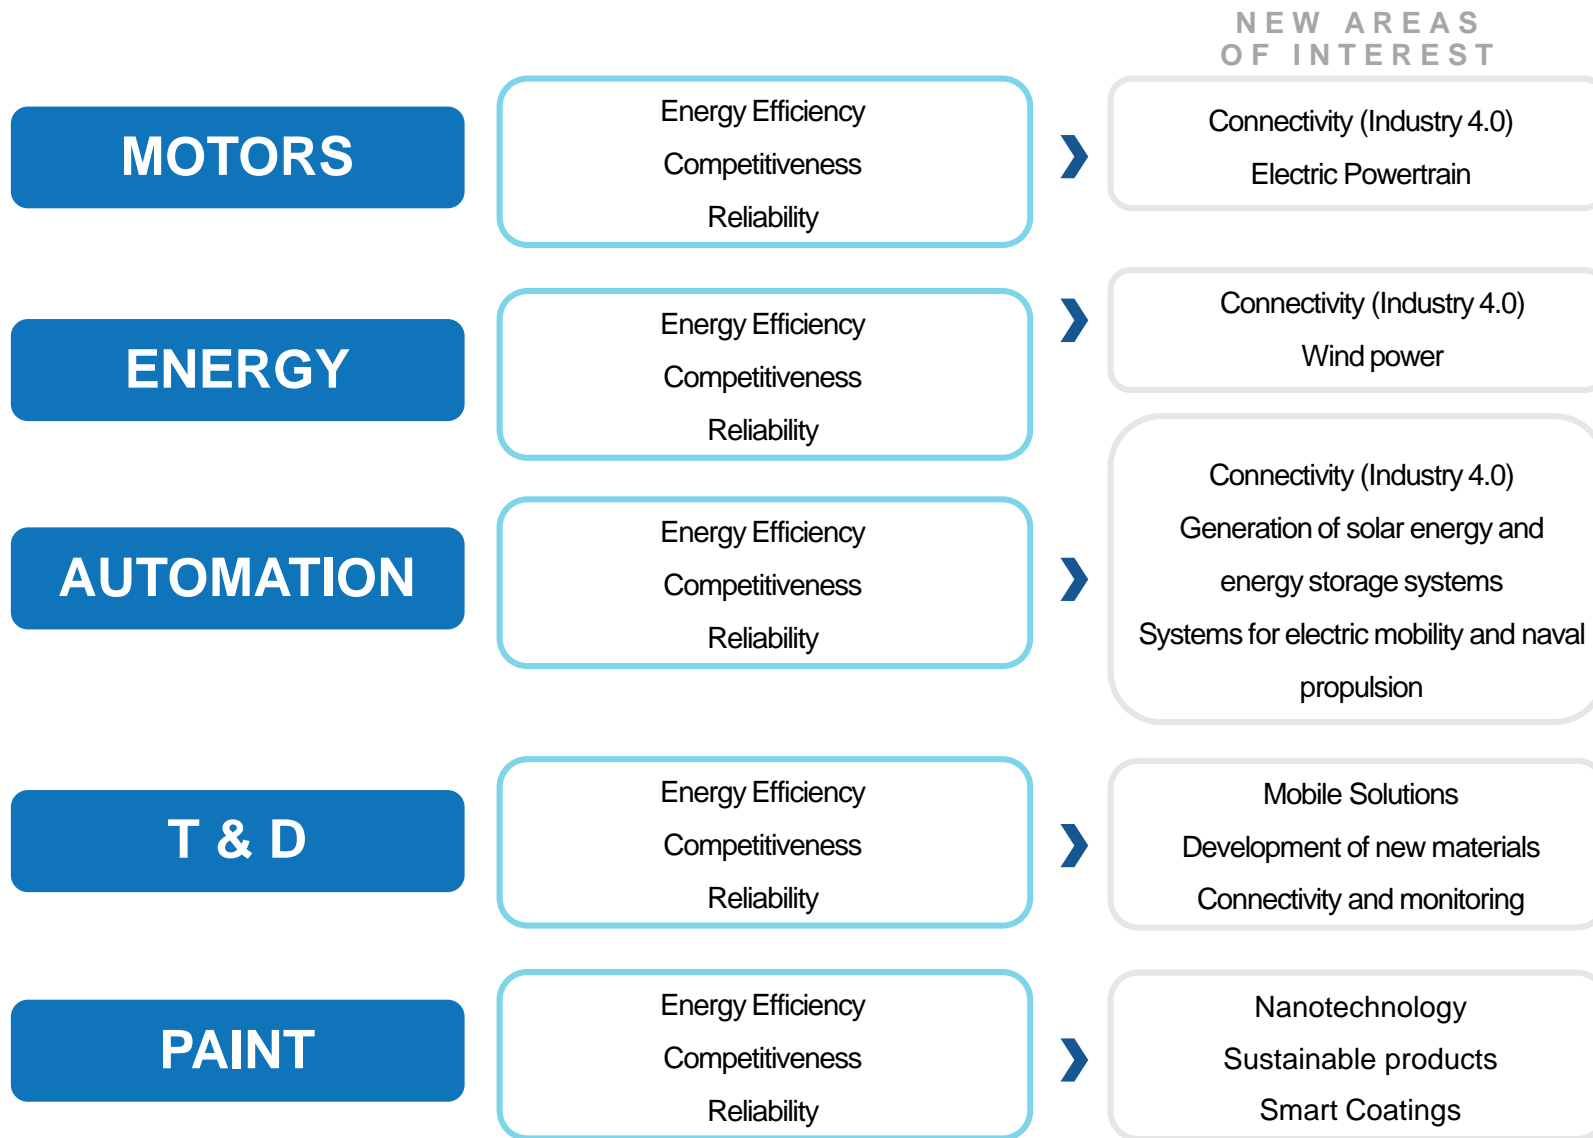 NEW AREAS
OF INTEREST
MOTORS
Energy Efficiency
Competitiveness
Reliability
Connectivity (Industry 4.0)
Electric Powertrain
ENERGY
Energy Efficiency
Competitiveness
Reliability
Connectivity (Industry 4.0)
Wind power
AUTOMATION
Energy Efficiency
Competitiveness
Reliability
Connectivity (Industry 4.0)
Generation of solar energy and
energy storage systems
Systems for electric mobility and naval
propulsion
T & D
Energy Efficiency
Competitiveness
Reliability
Mobile Solutions
Development of new materials
Connectivity and monitoring
PAINT
Energy Efficiency
Competitiveness
Reliability
Nanotechnology
Sustainable products
Smart Coatings